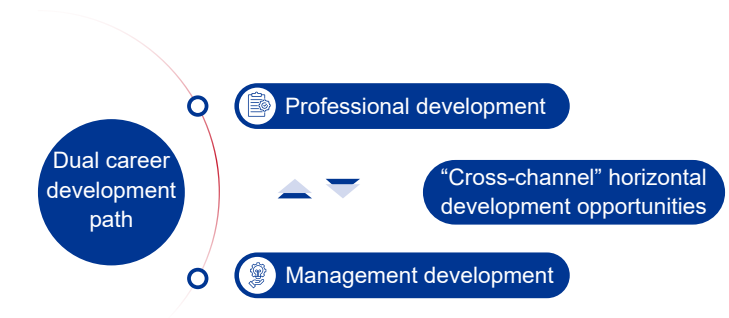 Dual career
development
path
Professional development
“Cross-channel” horizontal
development opportunities
Management development